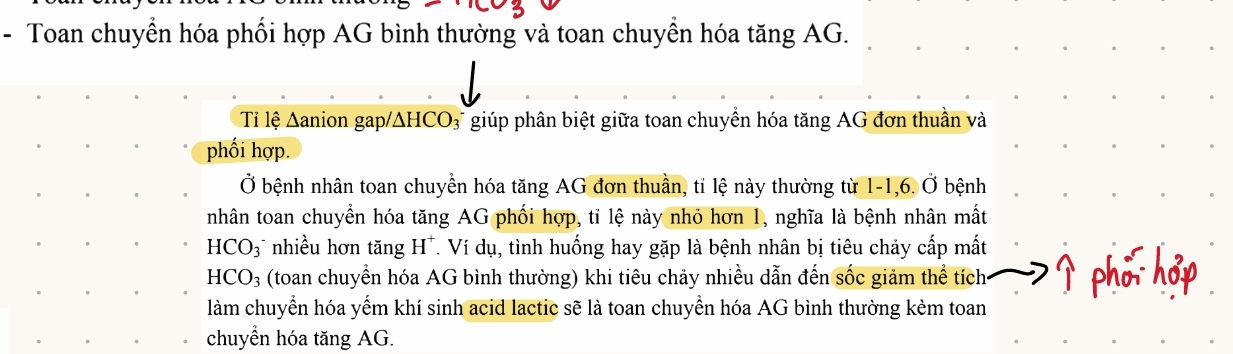 - Toan chuyển hóa phối hợp AG bình thường và toan chuyển hóa tăng AG.
Tỉ lệ Δanion gap/ΔHCO₃⁻ giúp phân biệt giữa toan chuyển hóa tăng AG đơn thuần và
phối hợp.
Ở bệnh nhân toan chuyển hóa tăng AG đơn thuần, tỉ lệ này thường từ 1-1,6. Ở bệnh
nhân toan chuyển hóa tăng AG phối hợp, tỉ lệ này nhỏ hơn 1, nghĩa là bệnh nhân mất
HCO₃⁻ nhiều hơn tăng H⁺. Ví dụ, tình huống hay gặp là bệnh nhân bị tiêu chảy cấp mất
HCO₃ (toan chuyển hóa AG bình thường) khi tiêu chảy nhiều dẫn đến sốc giảm thể tích
làm chuyển hóa yếm khí sinh acid lactic sẽ là toan chuyển hóa AG bình thường kèm toan
chuyển hóa tăng AG.
↑ phối hợp